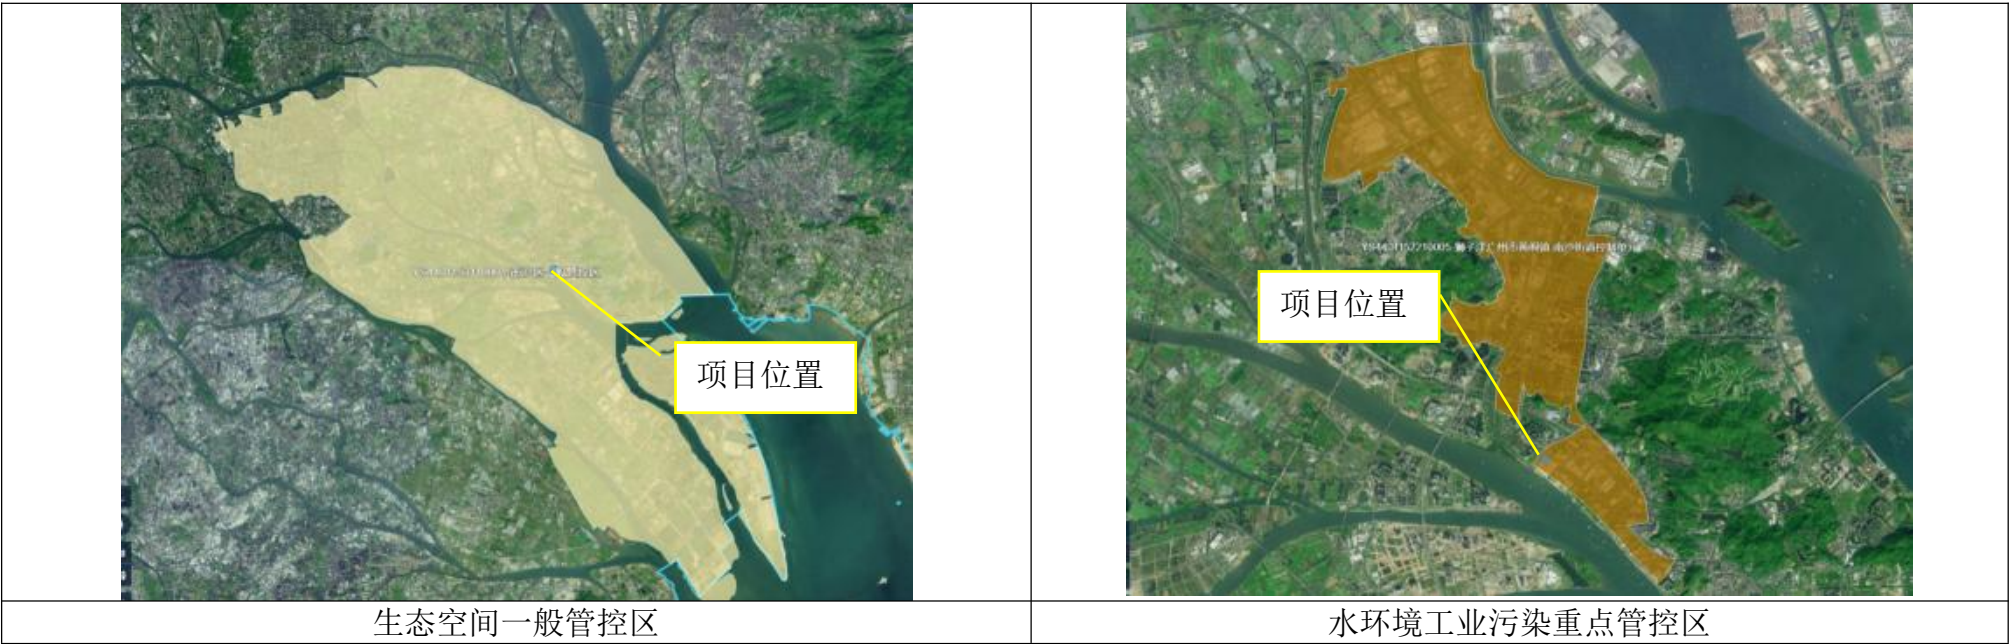 项目位置
项目位置
生态空间一般管控区
水环境工业污染重点管控区